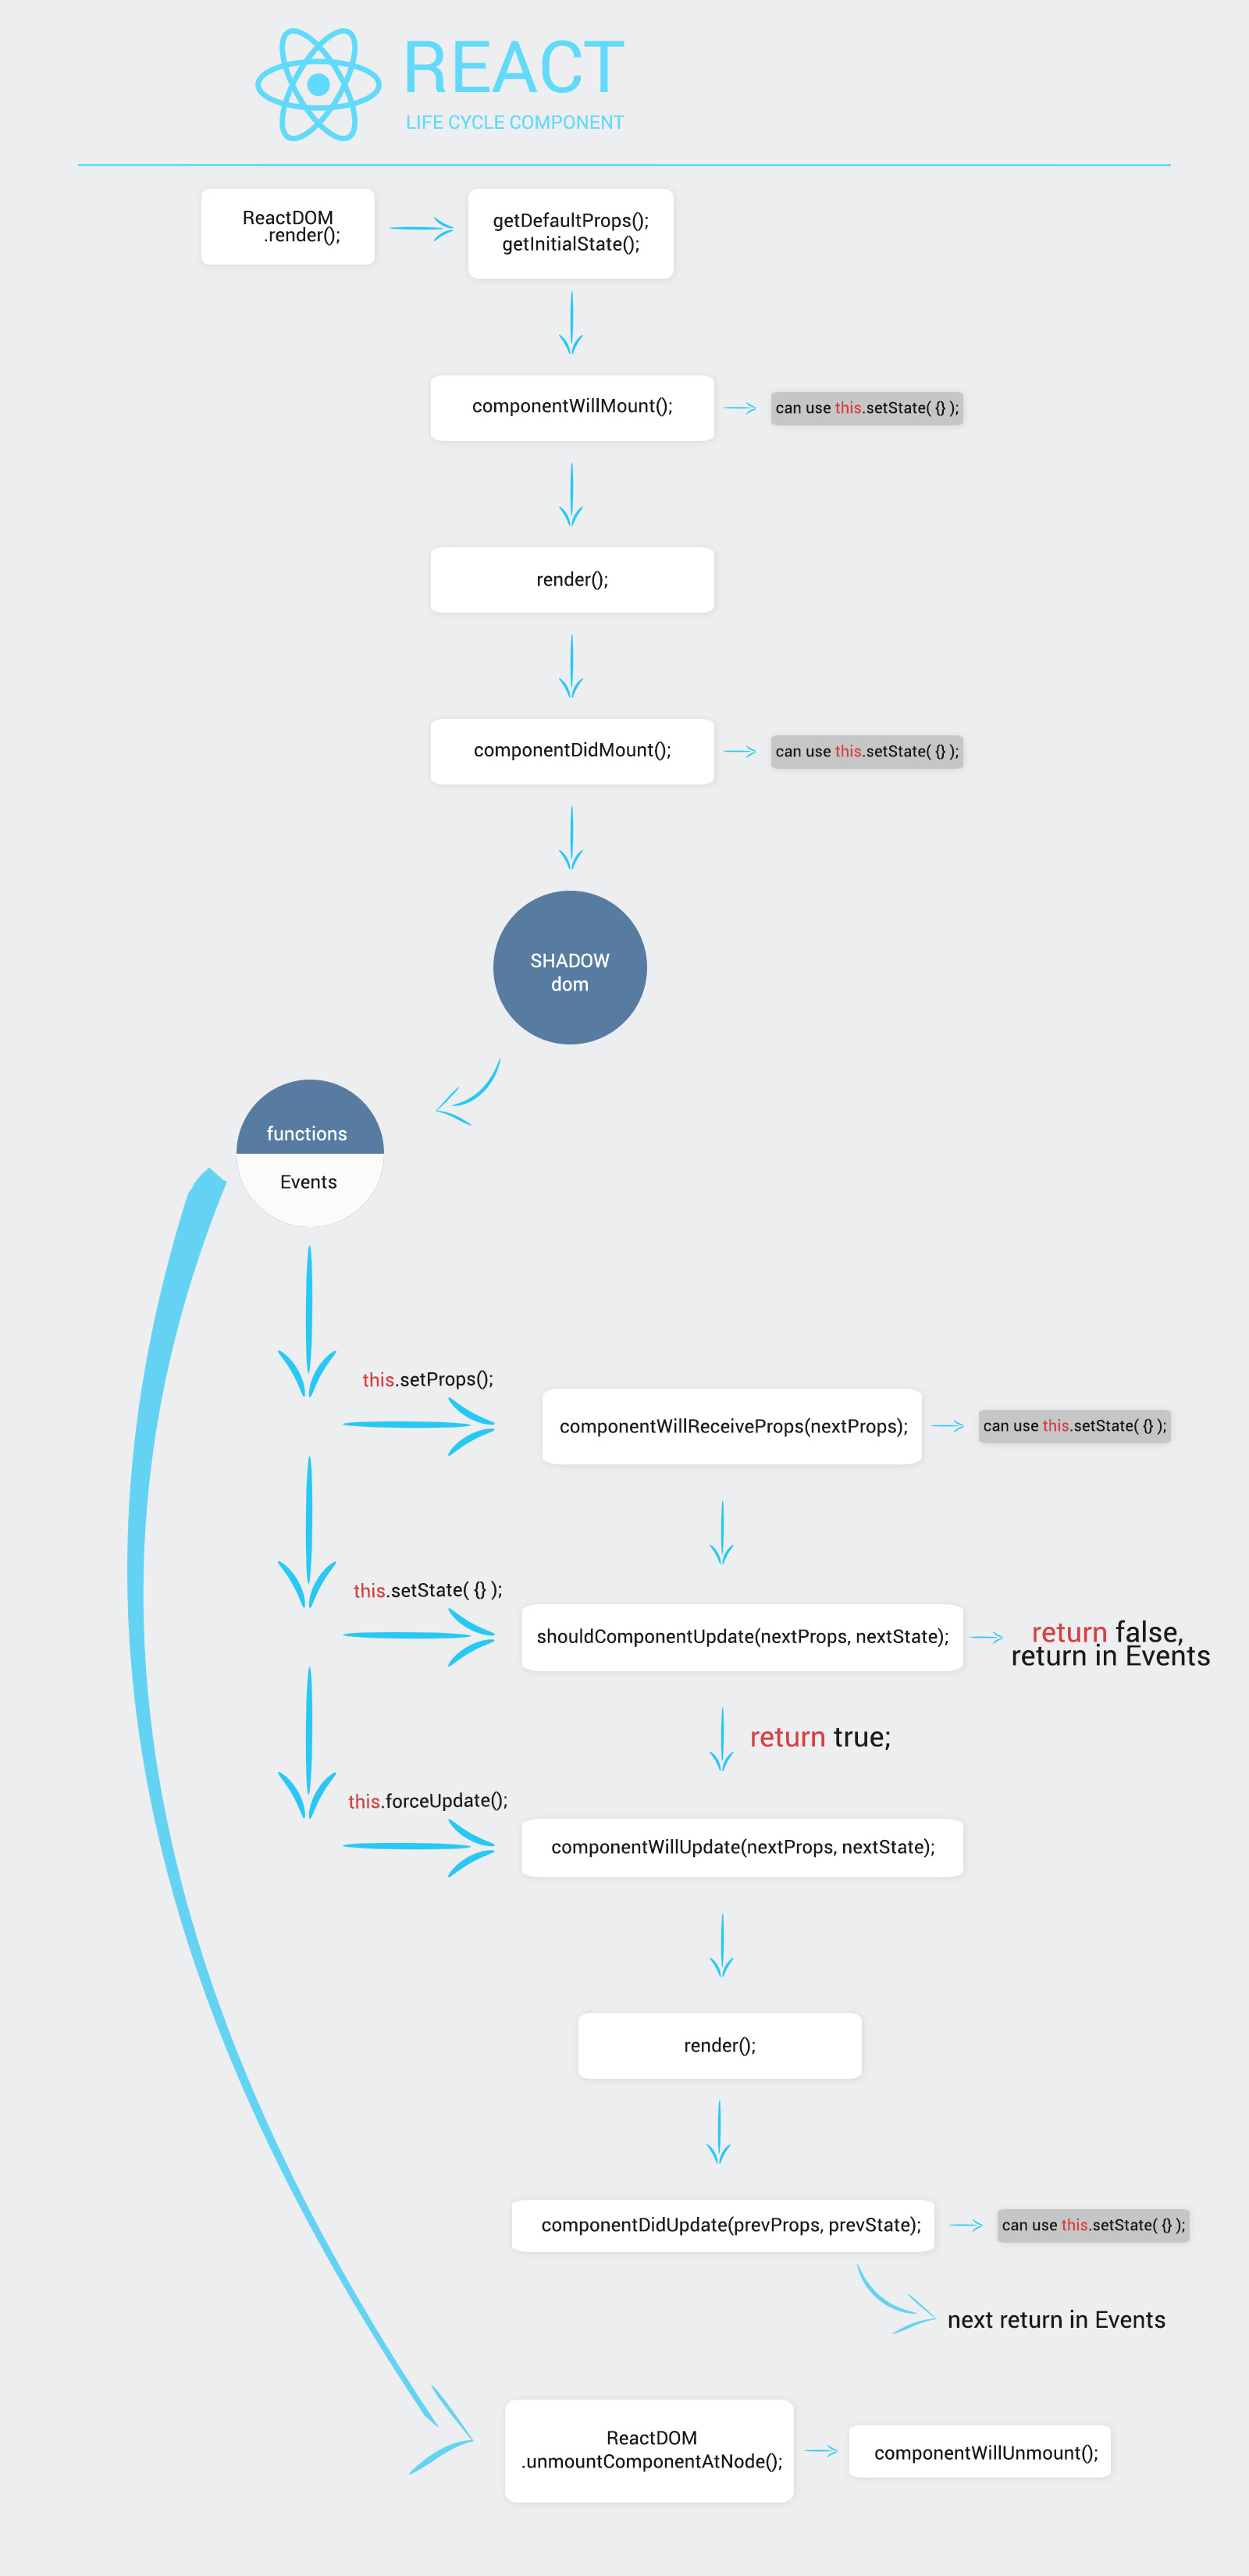 REACT
LIFE CYCLE COMPONENT
ReactDOM
.render();
getDefaultProps();
getInitialState();
componentWillMount();
can use this.setState( {} );
render();
componentDidMount();
can use this.setState( {} );
SHADOW
dom
functions
Events
this.setProps();
componentWillReceiveProps(nextProps);
can use this.setState( {} );
this.setState( {} );
shouldComponentUpdate(nextProps, nextState);
return false,
return in Events
return true;
this.forceUpdate();
componentWillUpdate(nextProps, nextState);
render();
componentDidUpdate(prevProps, prevState);
can use this.setState( {} );
next return in Events
ReactDOM
.unmountComponentAtNode();
componentWillUnmount();